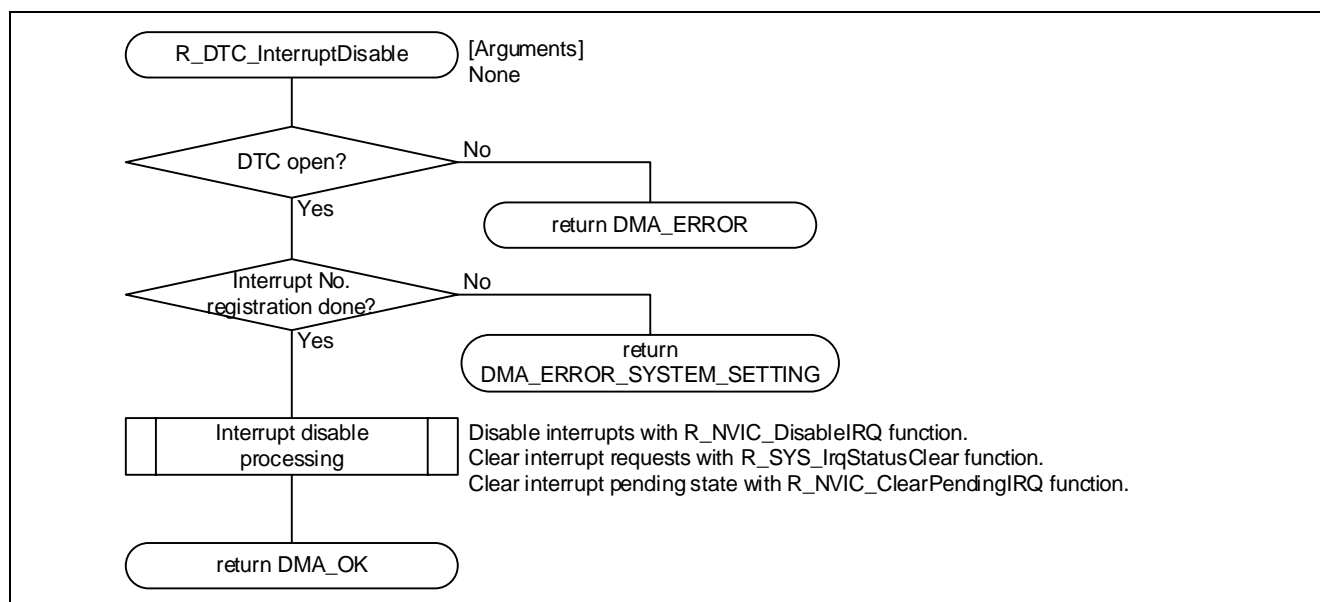 R_DTC_InterruptDisable
[Arguments]
None
DTC open?
No
Yes
return DMA_ERROR
Interrupt No.
registration done?
No
Yes
return
DMA_ERROR_SYSTEM_SETTING
Interrupt disable
processing
Disable interrupts with R_NVIC_DisableIRQ function.
Clear interrupt requests with R_SYS_IrqStatusClear function.
Clear interrupt pending state with R_NVIC_ClearPendingIRQ function.
return DMA_OK